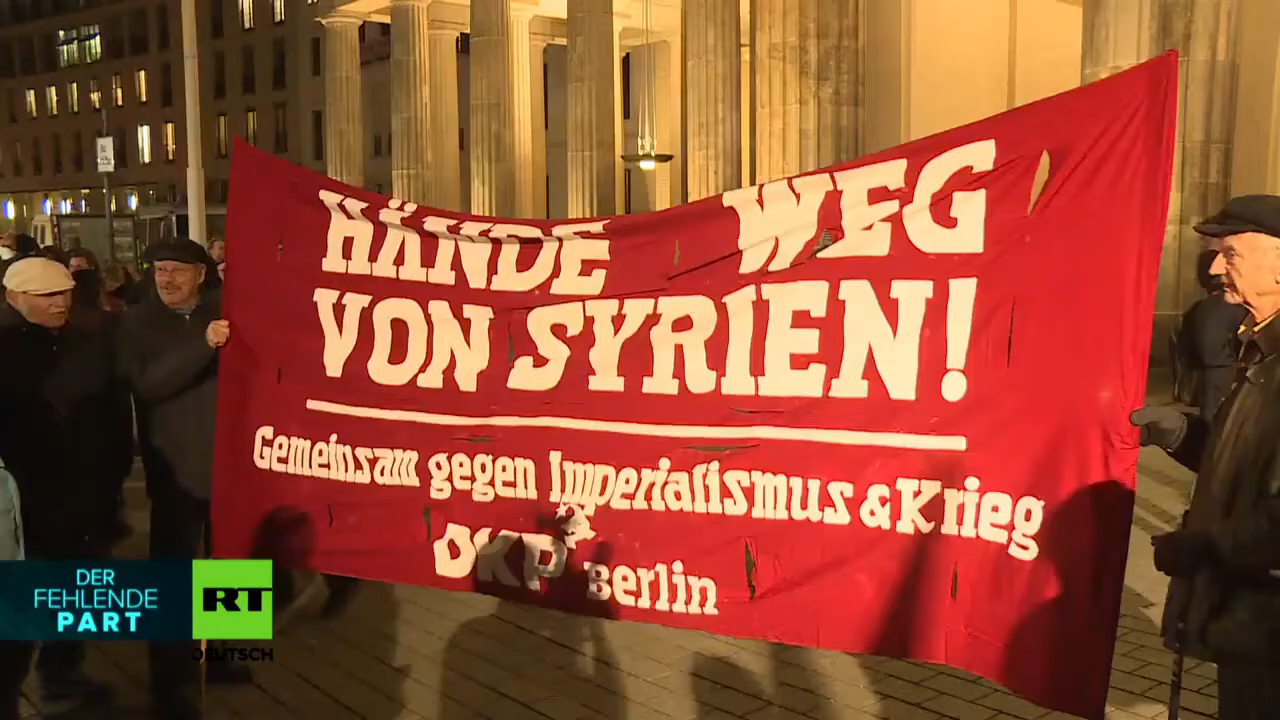 HÄNDE WEG
VON SYRIEN!
Gemeinsam gegen Imperialismus & Krieg
DKP Berlin
DER
FEHLENDE
PART
RT
DEUTSCH